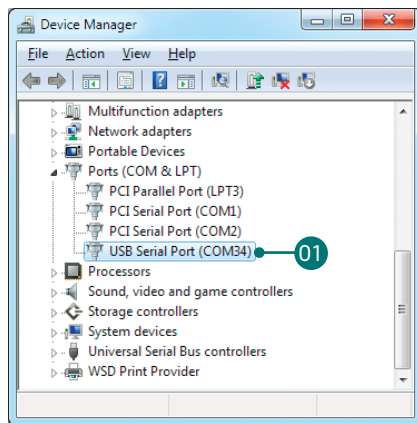 Device Manager
File Action View Help
Multifunction adapters
Network adapters
Portable Devices
Ports (COM & LPT)
PCI Parallel Port (LPT3)
PCI Serial Port (COM1)
PCI Serial Port (COM2)
USB Serial Port (COM34) 01
Processors
Sound, video and game controllers
Storage controllers
System devices
Universal Serial Bus controllers
WSD Print Provider